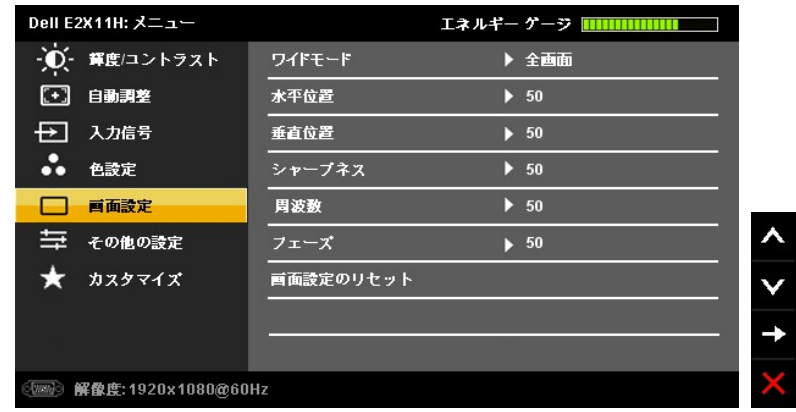 Dell E2X11H: メニュー エネルギー ゲージ
輝度/コントラスト ワイドモード 全画面
自動調整 水平位置 50
入力信号 垂直位置 50
色設定 シャープネス 50
画面設定 周波数 50
その他の設定 フェーズ 50
カスタマイズ 画面設定のリセット
解像度: 1920x1080@60Hz